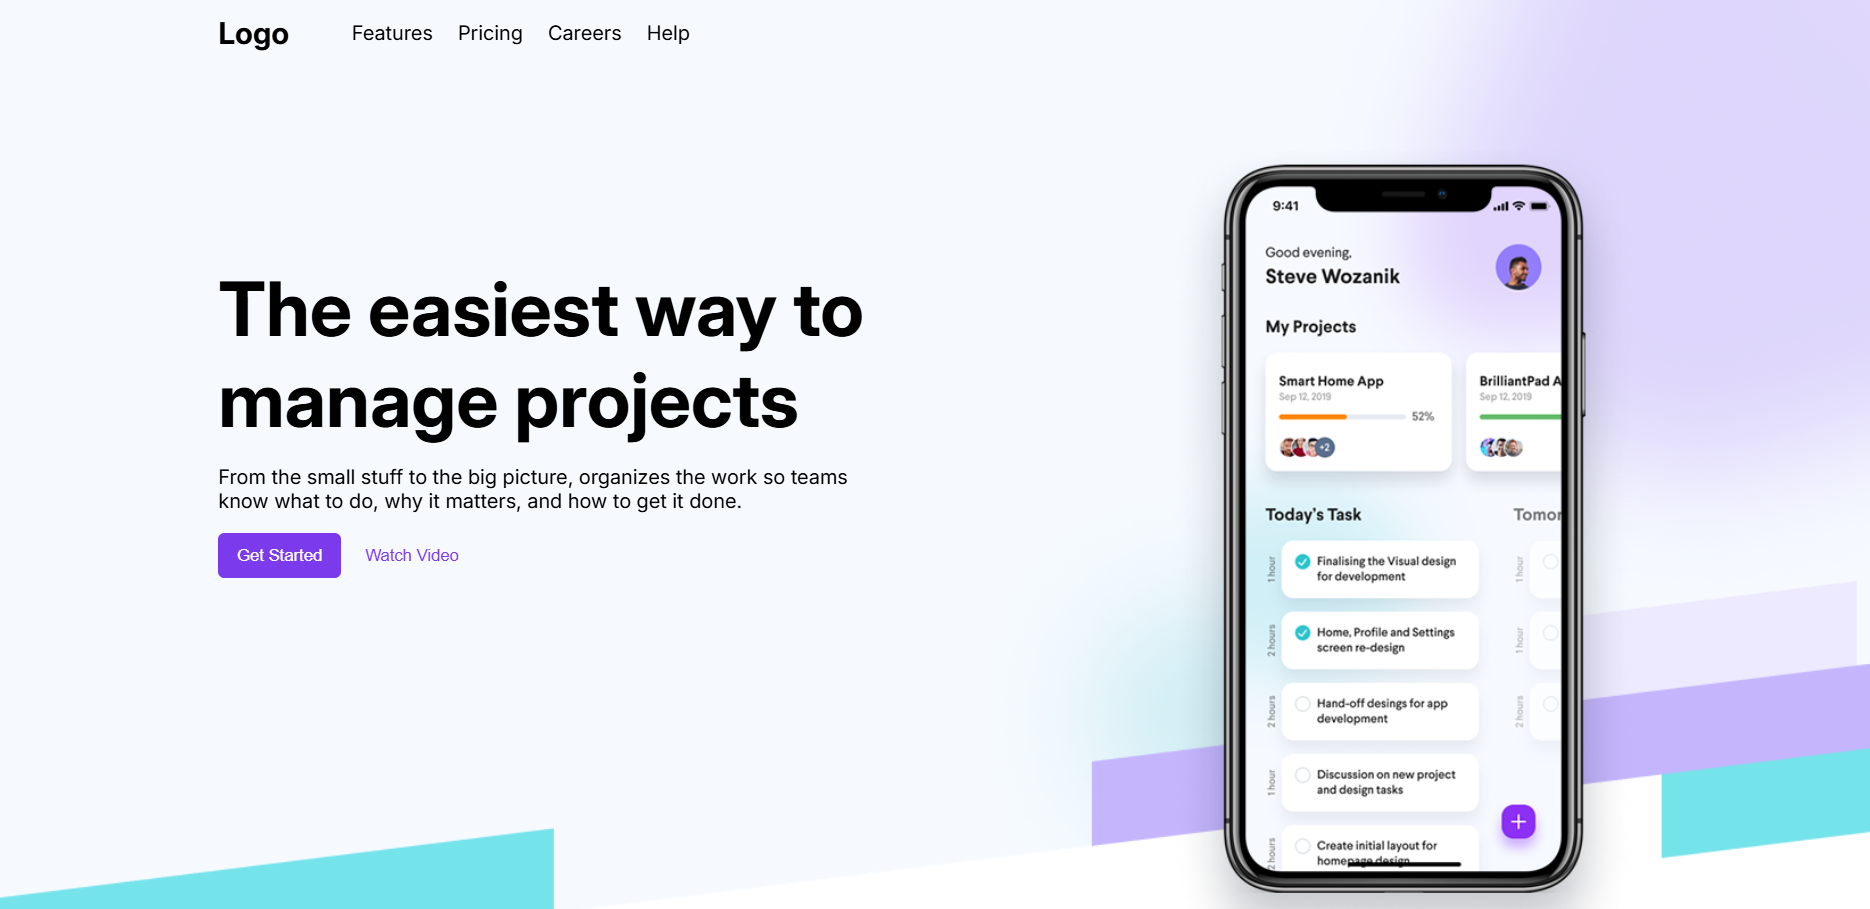 Logo
Features Pricing Careers Help
The easiest way to
manage projects
From the small stuff to the big picture, organizes the work so teams
know what to do, why it matters, and how to get it done.
Get Started Watch Video
9:41
Good evening,
Steve Wozanik
My Projects
Smart Home App
Sep 12, 2019
52%
+2
BrilliantPad A
Sep 12, 2019
Today's Task
1 hour
Finalising the Visual design
for development
2 hours
Home, Profile and Settings
screen re-design
2 hours
Hand-off desings for app
development
1 hour
Discussion on new project
and design tasks
2 hours
Create initial layout for
homepage design
Tomor
1 hour
1 hour
2 hours